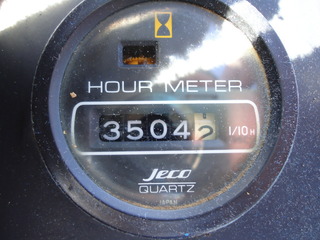 HOUR METER
35042 1/10H
Jeco
QUARTZ
JAPAN